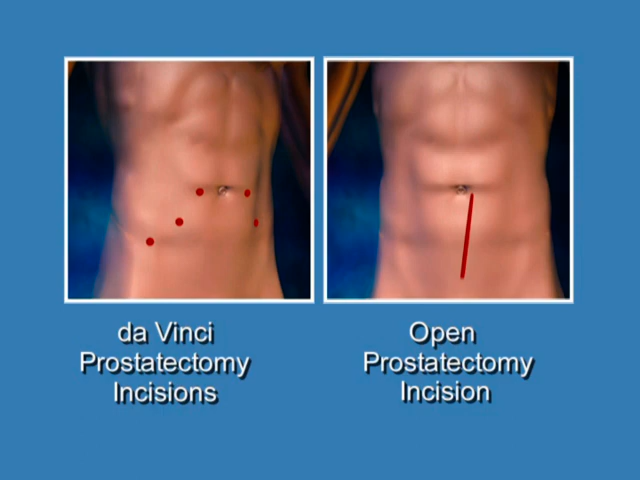 da Vinci
Prostatectomy
Incisions
Open
Prostatectomy
Incision